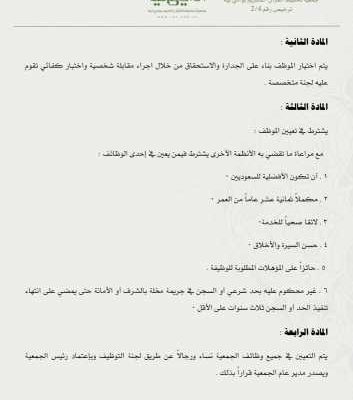 ترخيص رقم 2/4
المادة الثانية :
يتم اختيار الموظف بناء على الجدارة والاستحقاق من خلال اجراء مقابلة شخصية واختبار كفائي تقوم
عليه لجنة متخصصة .
المادة الثالثة :
يشترط في تعيين الموظف :
مع مراعاة ما تقضي به الأنظمة الأخرى يشترط فيمن يعين في إحدى الوظائف :
١ . أن تكون الأفضلية للسعوديين -
٢ . مكملاً ثمانية عشر عاماً من العمر -
٣ . لائقا صحياً للخدمة-
٤ . حسن السيرة والأخلاق -
٥ . حائزاً على المؤهلات المطلوبة للوظيفة .
٦ . غير محكوم عليه بحد شرعي أو السجن في جريمة مخلة بالشرف أو الأمانة حتى يمضي على انتهاء
تنفيذ الحد أو السجن ثلاث سنوات على الأقل -
المادة الرابعة :
يتم التعيين في جميع وظائف الجمعية نساء ورجالاً عن طريق لجنة التوظيف وبإعتماد رئيس الجمعية
ويصدر مدير عام الجمعية قراراً بذلك .